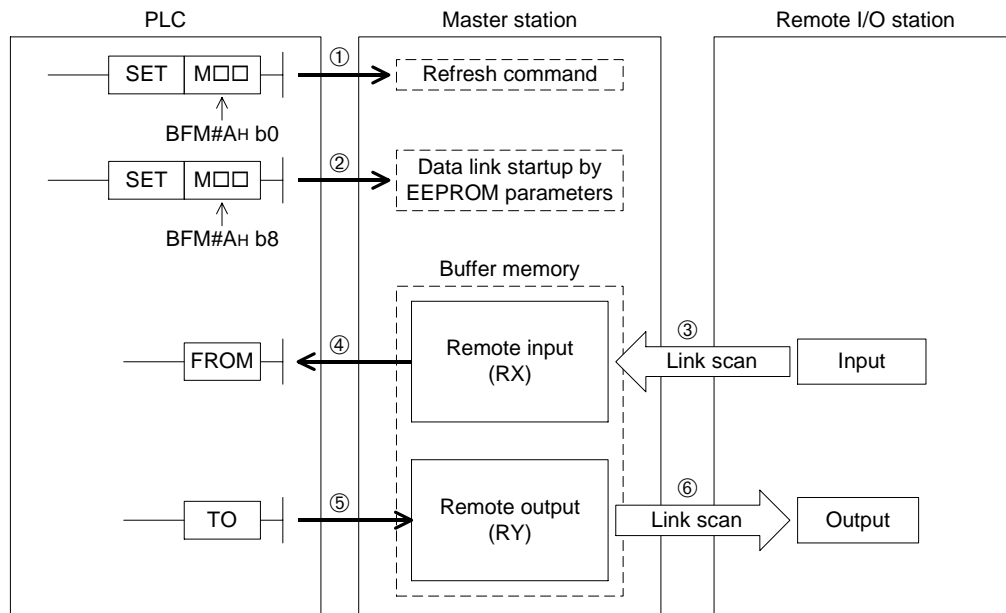 PLC
Master station
Remote I/O station
SET M□□
①
Refresh command
BFM#AH b0
SET M□□
②
Data link startup by
EEPROM parameters
BFM#AH b8
Buffer memory
FROM
④
Remote input
(RX)
③
Link scan
Input
TO
⑤
Remote output
(RY)
⑥
Link scan
Output